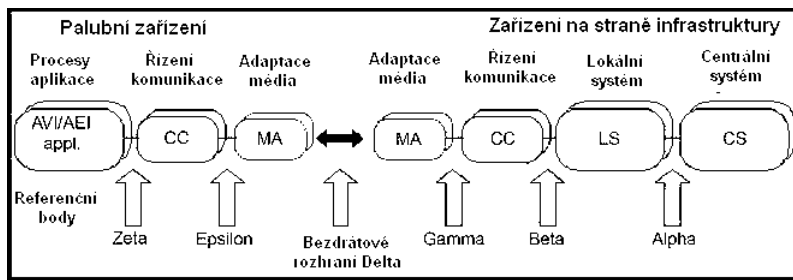 Palubní zařízení
Zařízení na straně infrastruktury
Procesy aplikace
Řízení komunikace
Adaptace média
Adaptace média
Řízení komunikace
Lokální systém
Centrální systém
AVI/AEI appl.
CC
MA
MA
CC
LS
CS
Referenční body
Zeta
Epsilon
Bezdrátové rozhraní Delta
Gamma
Beta
Alpha